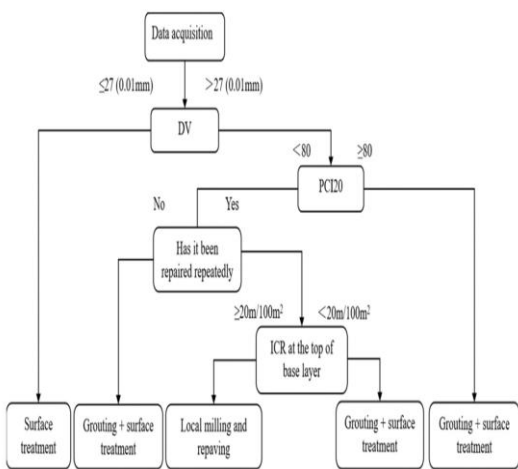 Data acquisition
≤27 (0.01mm) >27 (0.01mm)
DV
<80 ≥80
PCI20
No Yes
Has it been
repaired repeatedly
≥20m/100m² <20m/100m²
ICR at the top of
base layer
Surface
treatment
Grouting + surface
treatment
Local milling and
repaving
Grouting + surface
treatment
Grouting + surface
treatment